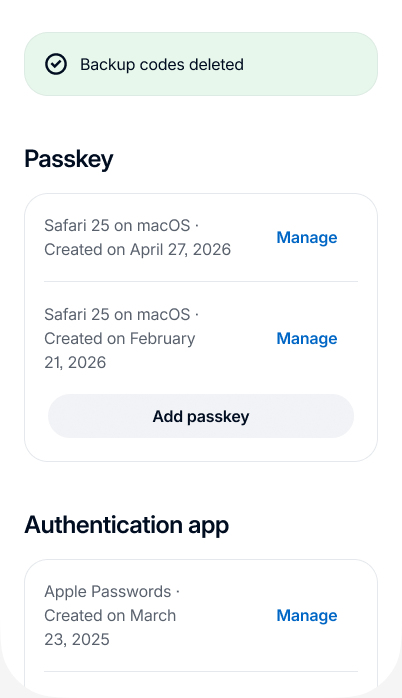 Backup codes deleted
Passkey
Safari 25 on macOS ·
Created on April 27, 2026
Manage
Safari 25 on macOS ·
Created on February
21, 2026
Manage
Add passkey
Authentication app
Apple Passwords ·
Created on March
23, 2025
Manage